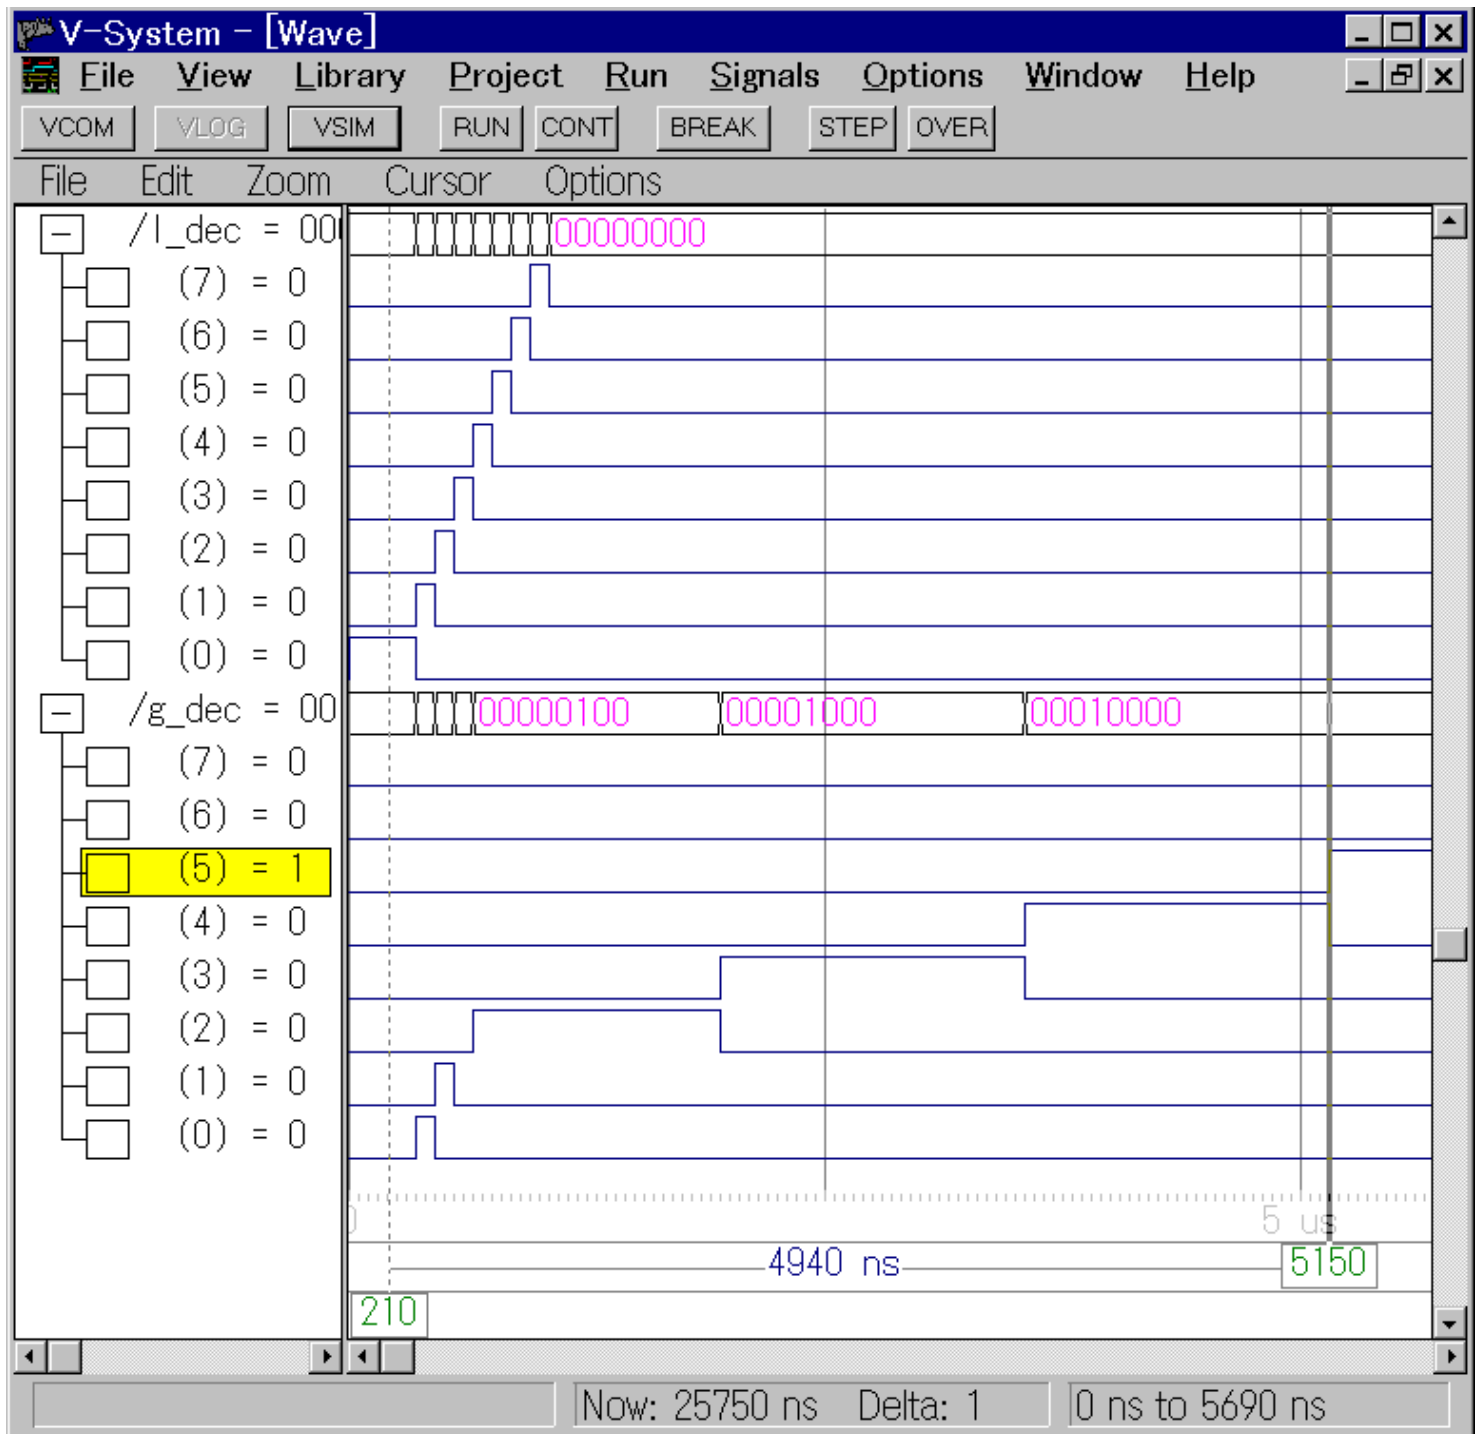 V-System - [Wave]
File View Library Project Run Signals Options Window Help
VCOM VLOG VSIM RUN CONT BREAK STEP OVER
File Edit Zoom Cursor Options
/l_dec = 00 00000000
(7) = 0
(6) = 0
(5) = 0
(4) = 0
(3) = 0
(2) = 0
(1) = 0
(0) = 0
/g_dec = 00 00000100 00001000 00010000
(7) = 0
(6) = 0
(5) = 1
(4) = 0
(3) = 0
(2) = 0
(1) = 0
(0) = 0
5 us
4940 ns 5150
210
Now: 25750 ns Delta: 1 0 ns to 5690 ns